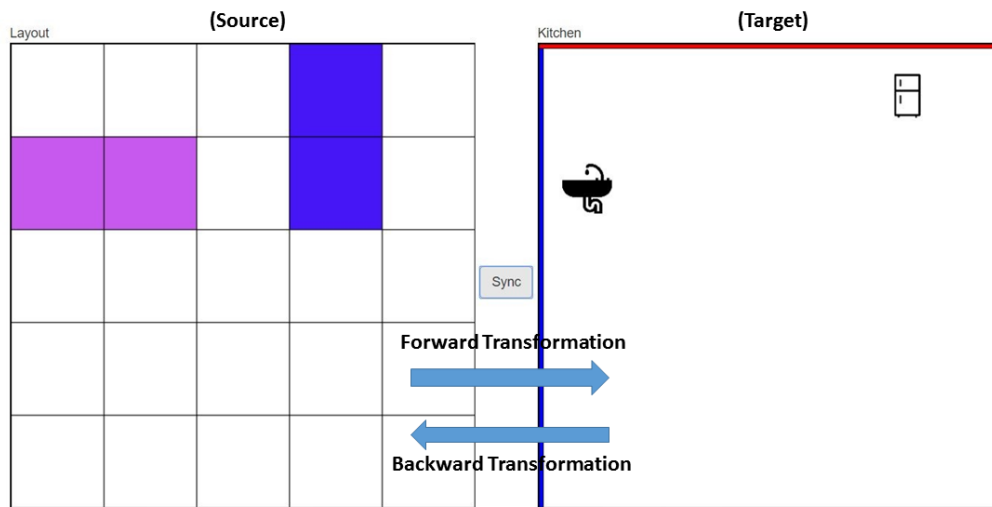 (Source)
(Target)
Layout
Kitchen
Sync
Forward Transformation
Backward Transformation